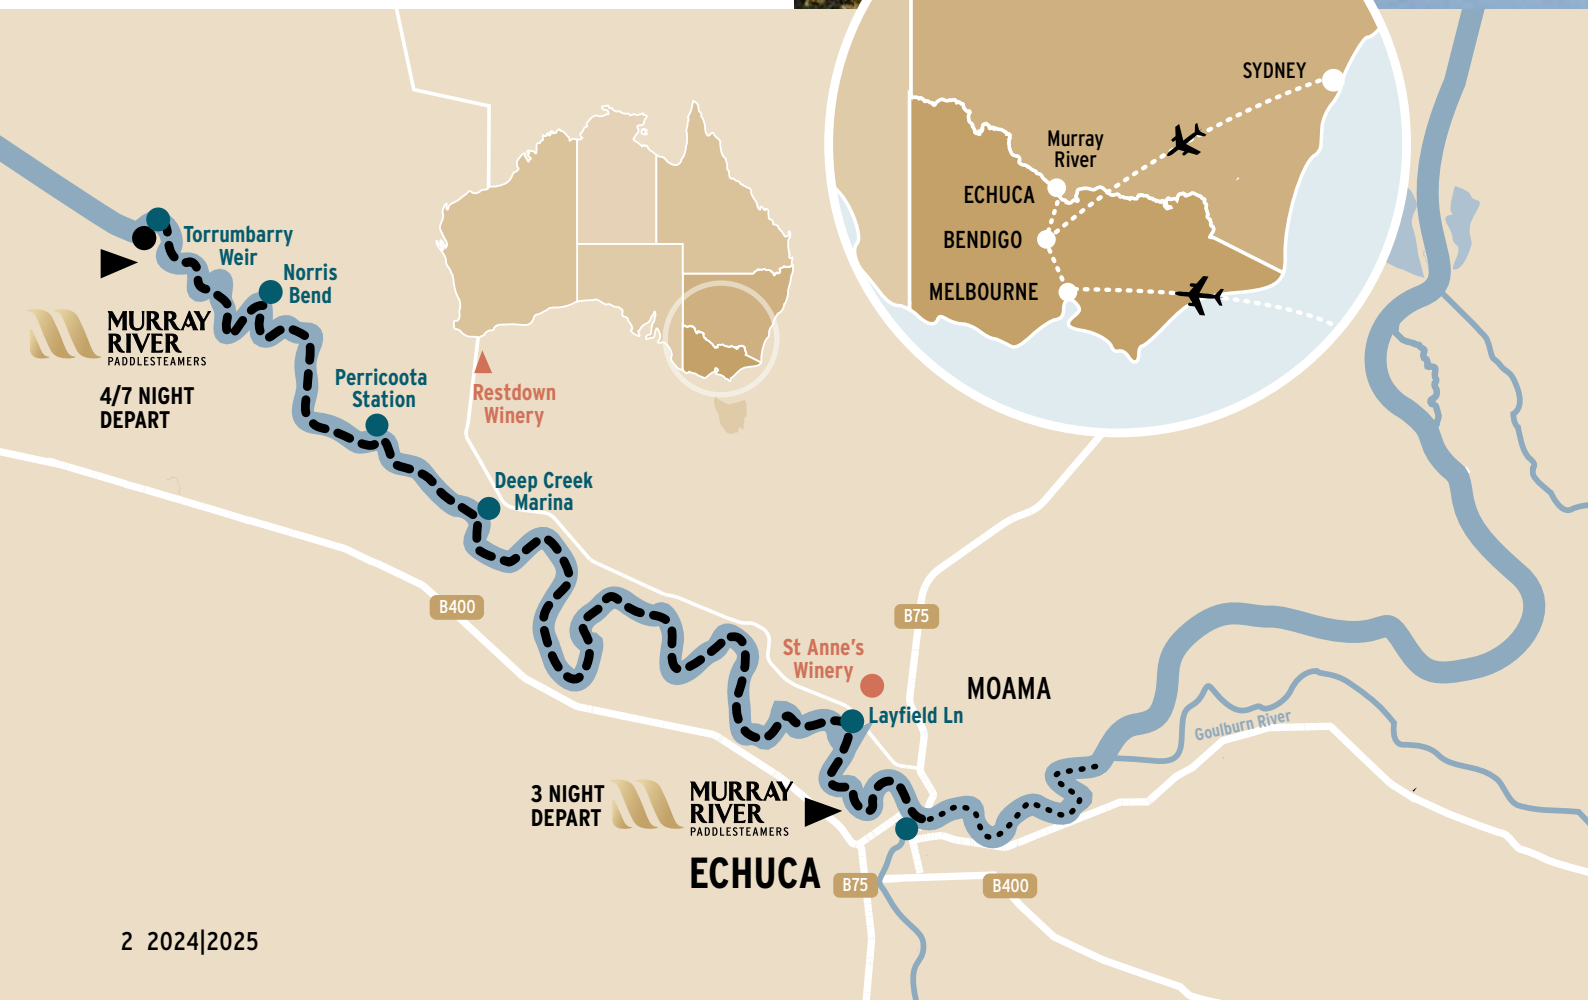 SYDNEY
Murray
River
ECHUCA
BENDIGO
MELBOURNE
Torrumbarry
Weir
Norris
Bend
MURRAY
RIVER
PADDLESTEAMERS
4/7 NIGHT
DEPART
Perricoota
Station
Restdown
Winery
Deep Creek
Marina
B400
B75
St Anne's
Winery
MOAMA
Layfield Ln
Goulburn River
3 NIGHT
DEPART
MURRAY
RIVER
PADDLESTEAMERS
ECHUCA
B75
B400
2 2024|2025